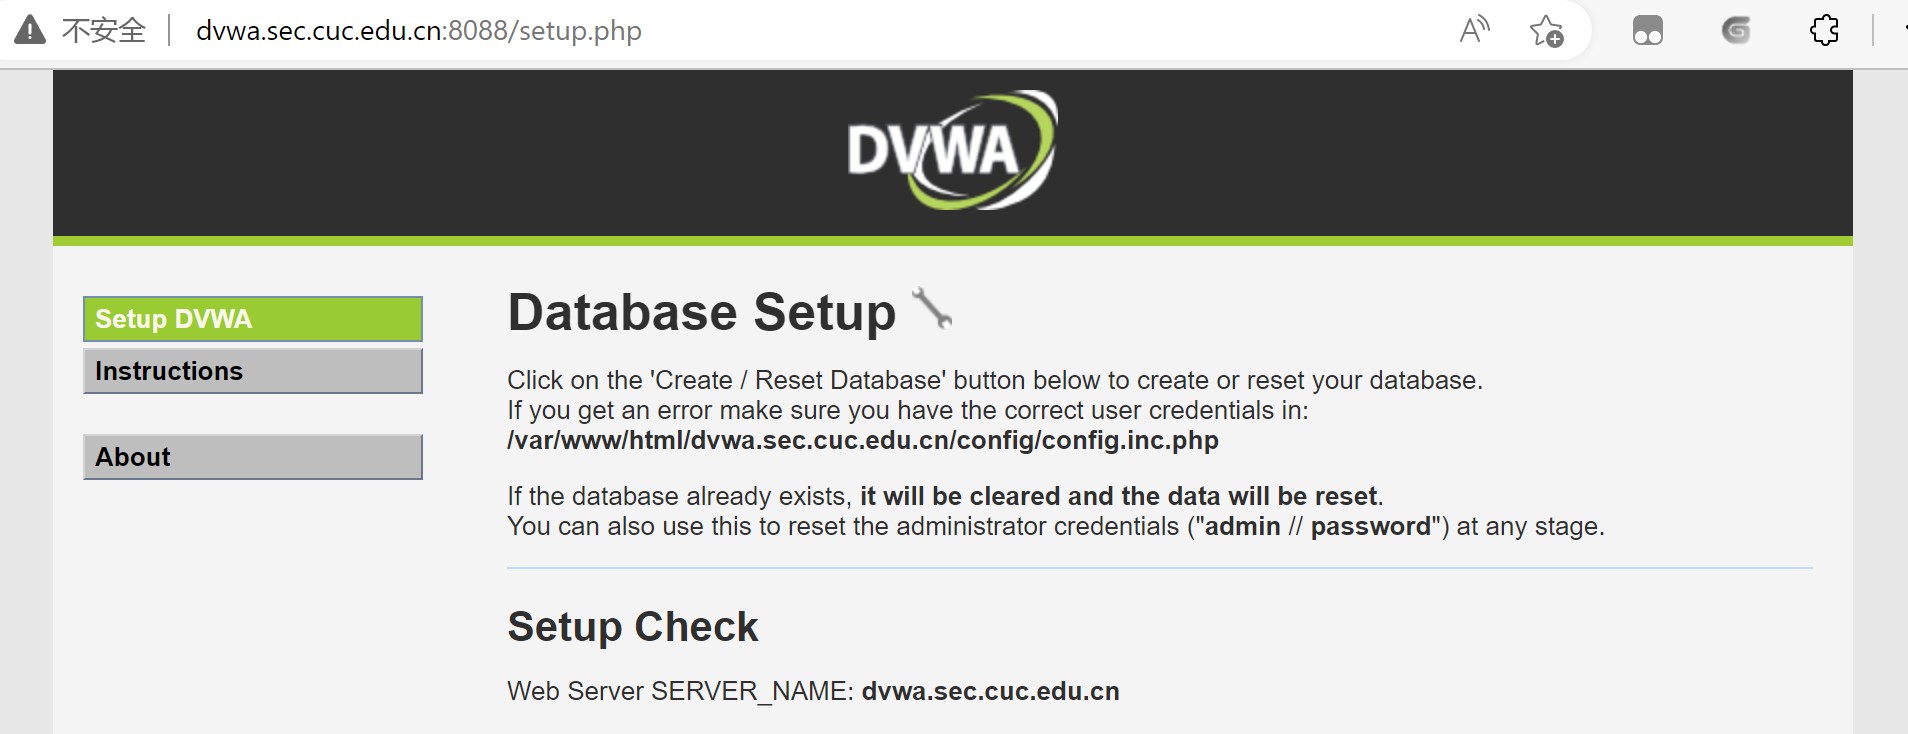 不安全 dvwa.sec.cuc.edu.cn:8088/setup.php
DVWA
Setup DVWA
Instructions
About
Database Setup
Click on the 'Create / Reset Database' button below to create or reset your database.
If you get an error make sure you have the correct user credentials in:
/var/www/html/dvwa.sec.cuc.edu.cn/config/config.inc.php
If the database already exists, it will be cleared and the data will be reset.
You can also use this to reset the administrator credentials ("admin // password") at any stage.
Setup Check
Web Server SERVER_NAME: dvwa.sec.cuc.edu.cn